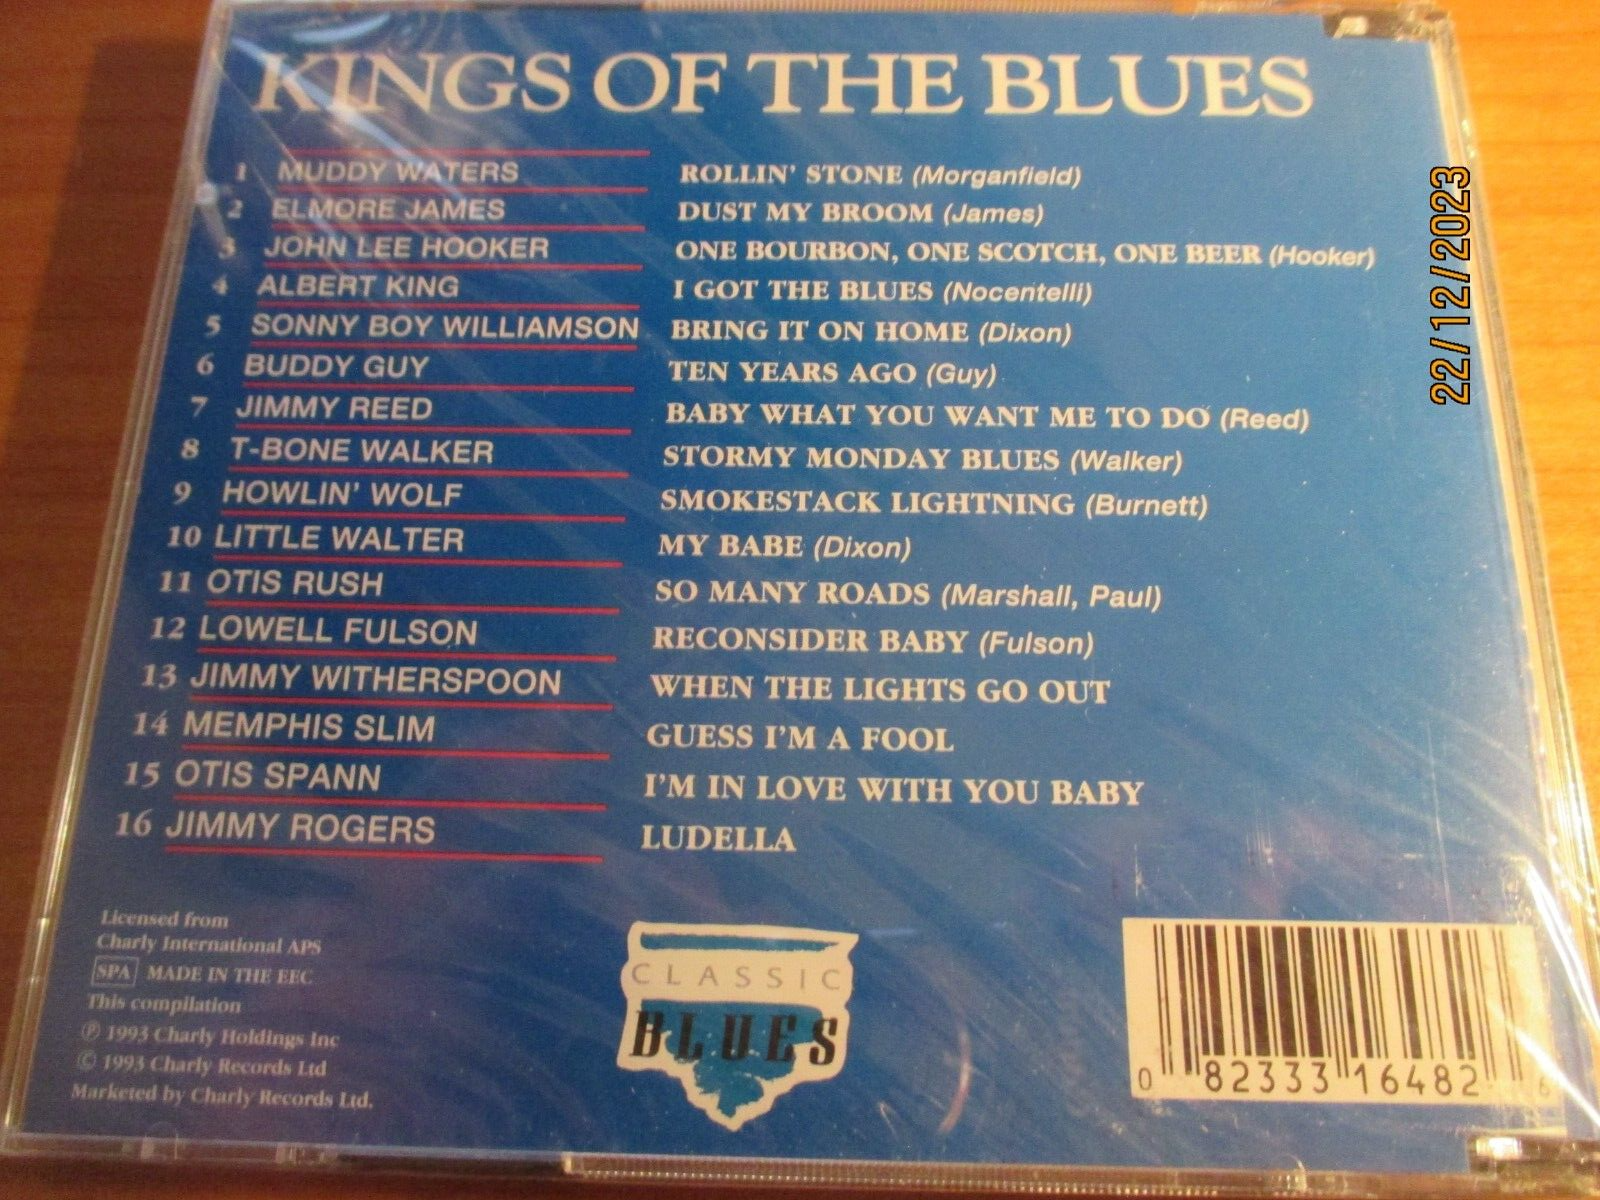 KINGS OF THE BLUES
1 MUDDY WATERS ROLLIN' STONE (Morganfield)
2 ELMORE JAMES DUST MY BROOM (James)
3 JOHN LEE HOOKER ONE BOURBON, ONE SCOTCH, ONE BEER (Hooker)
4 ALBERT KING I GOT THE BLUES (Nocentelli)
5 SONNY BOY WILLIAMSON BRING IT ON HOME (Dixon)
6 BUDDY GUY TEN YEARS AGO (Guy)
7 JIMMY REED BABY WHAT YOU WANT ME TO DO (Reed)
8 T-BONE WALKER STORMY MONDAY BLUES (Walker)
9 HOWLIN' WOLF SMOKESTACK LIGHTNING (Burnett)
10 LITTLE WALTER MY BABE (Dixon)
11 OTIS RUSH SO MANY ROADS (Marshall, Paul)
12 LOWELL FULSON RECONSIDER BABY (Fulson)
13 JIMMY WITHERSPOON WHEN THE LIGHTS GO OUT
14 MEMPHIS SLIM GUESS I'M A FOOL
15 OTIS SPANN I'M IN LOVE WITH YOU BABY
16 JIMMY ROGERS LUDELLA
Licensed from
Charly International APS
SPA MADE IN THE EEC
This compilation
℗ 1993 Charly Holdings Inc
© 1993 Charly Records Ltd
Marketed by Charly Records Ltd.
CLASSIC
BLUES
0 82333 16482 6
22/12/2023